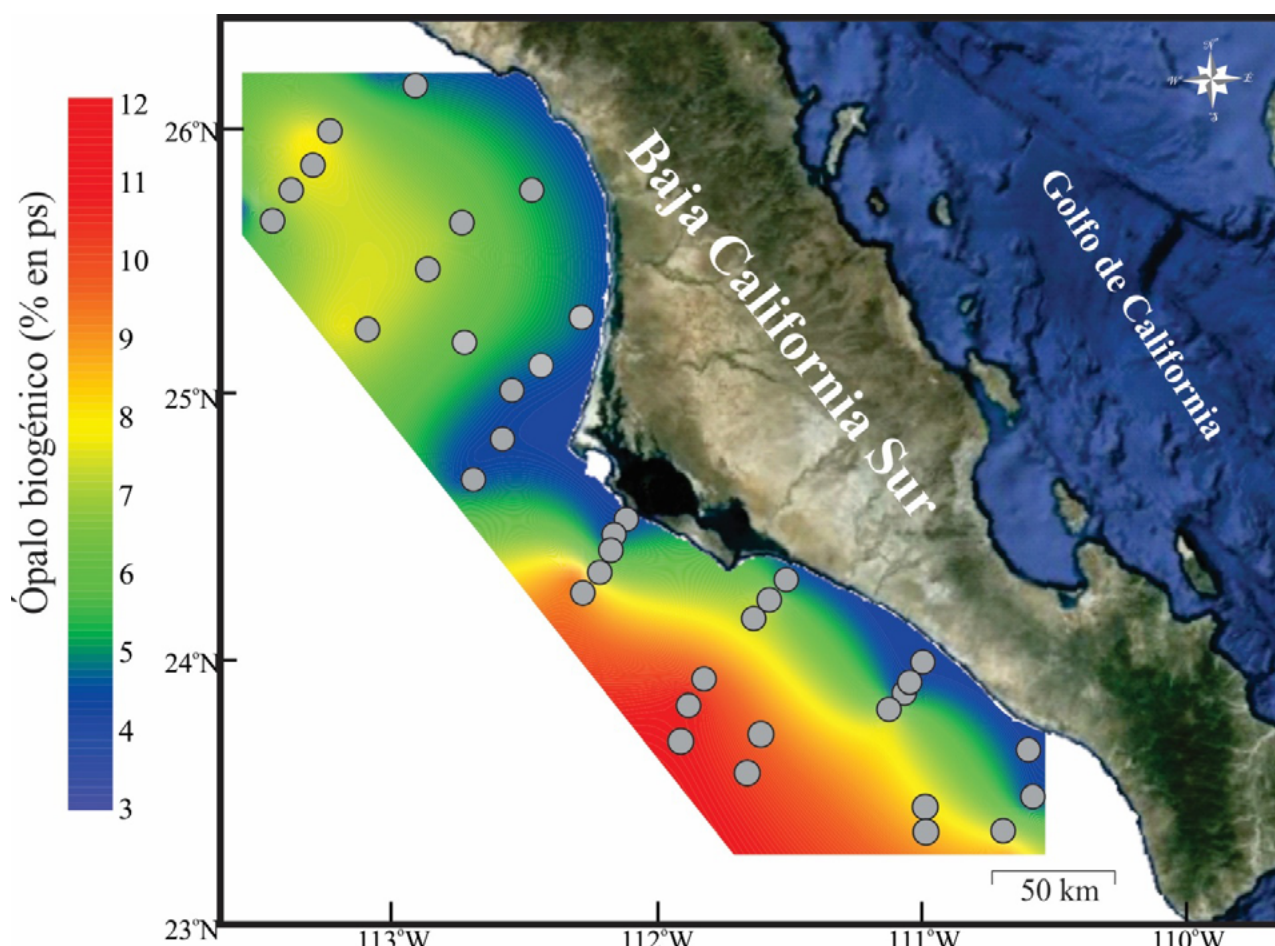 Ópalo biogénico (% en ps)
12
11
10
9
8
7
6
5
4
3
26°N
25°N
24°N
23°N
113°W
112°W
111°W
110°W
Baja California Sur
Golfo de California
N
W
E
S
50 km